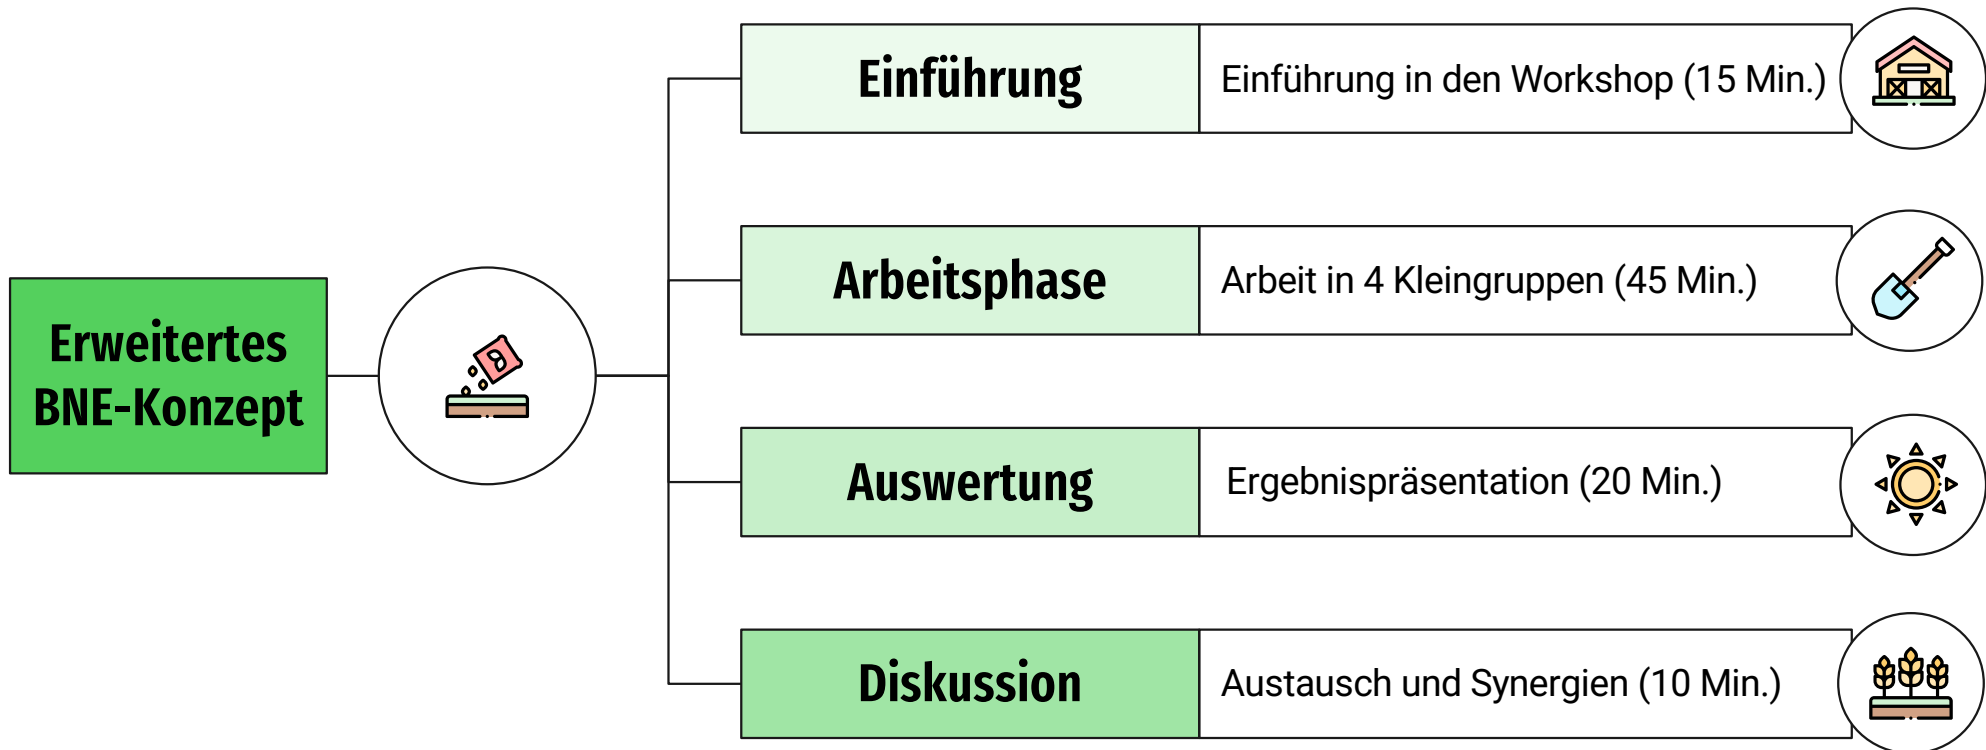 Einführung
Einführung in den Workshop (15 Min.)
Arbeitsphase
Arbeit in 4 Kleingruppen (45 Min.)
Erweitertes
BNE-Konzept
Auswertung
Ergebnispräsentation (20 Min.)
Diskussion
Austausch und Synergien (10 Min.)